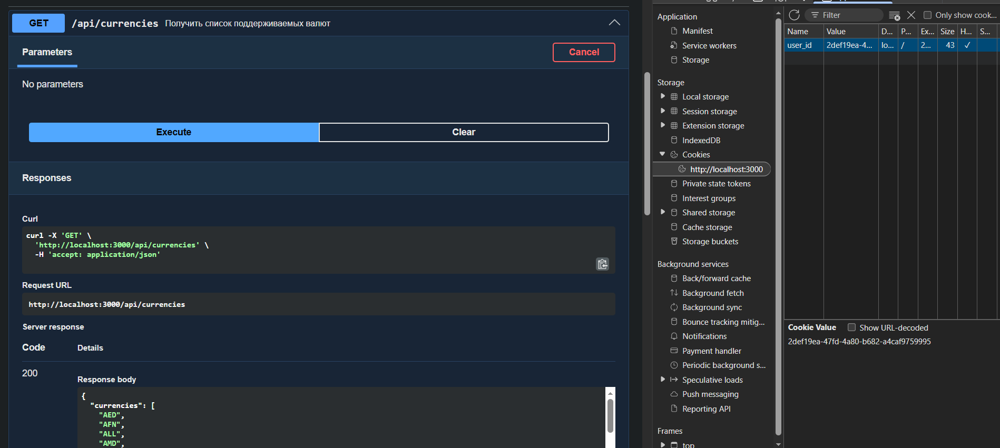 GET /api/currencies Получить список поддерживаемых валют
Parameters
Cancel
No parameters
Execute
Clear
Responses
Curl
curl -X 'GET' \
'http://localhost:3000/api/currencies' \
-H 'accept: application/json'
Request URL
http://localhost:3000/api/currencies
Server response
Code Details
200
Response body
{
"currencies": [
"AED",
"AFN",
"ALL",
"AMD",
Application
Manifest
Service workers
Storage
Storage
Local storage
Session storage
Extension storage
IndexedDB
Cookies
http://localhost:3000
Private state tokens
Interest groups
Shared storage
Cache storage
Storage buckets
Background services
Back/forward cache
Background fetch
Background sync
Bounce tracking mitig...
Notifications
Payment handler
Periodic background s...
Speculative loads
Push messaging
Reporting API
Frames
top
Filter
Only show cook...
Name Value D... P... Ex... Size H... S...
user_id 2def19ea-4... lo... / 2... 43 ✓
Cookie Value Show URL-decoded
2def19ea-47fd-4a80-b682-a4caf9759995